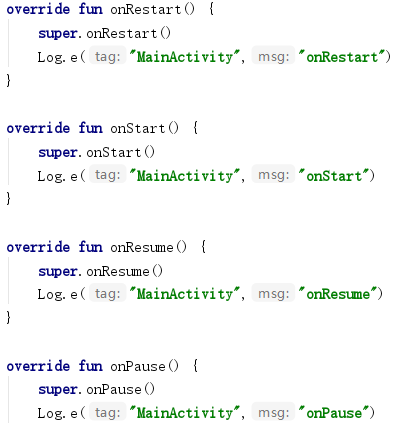 override fun onRestart() {
super.onRestart()
Log.e( tag: "MainActivity", msg: "onRestart")
}
override fun onStart() {
super.onStart()
Log.e( tag: "MainActivity", msg: "onStart")
}
override fun onResume() {
super.onResume()
Log.e( tag: "MainActivity", msg: "onResume")
}
override fun onPause() {
super.onPause()
Log.e( tag: "MainActivity", msg: "onPause")